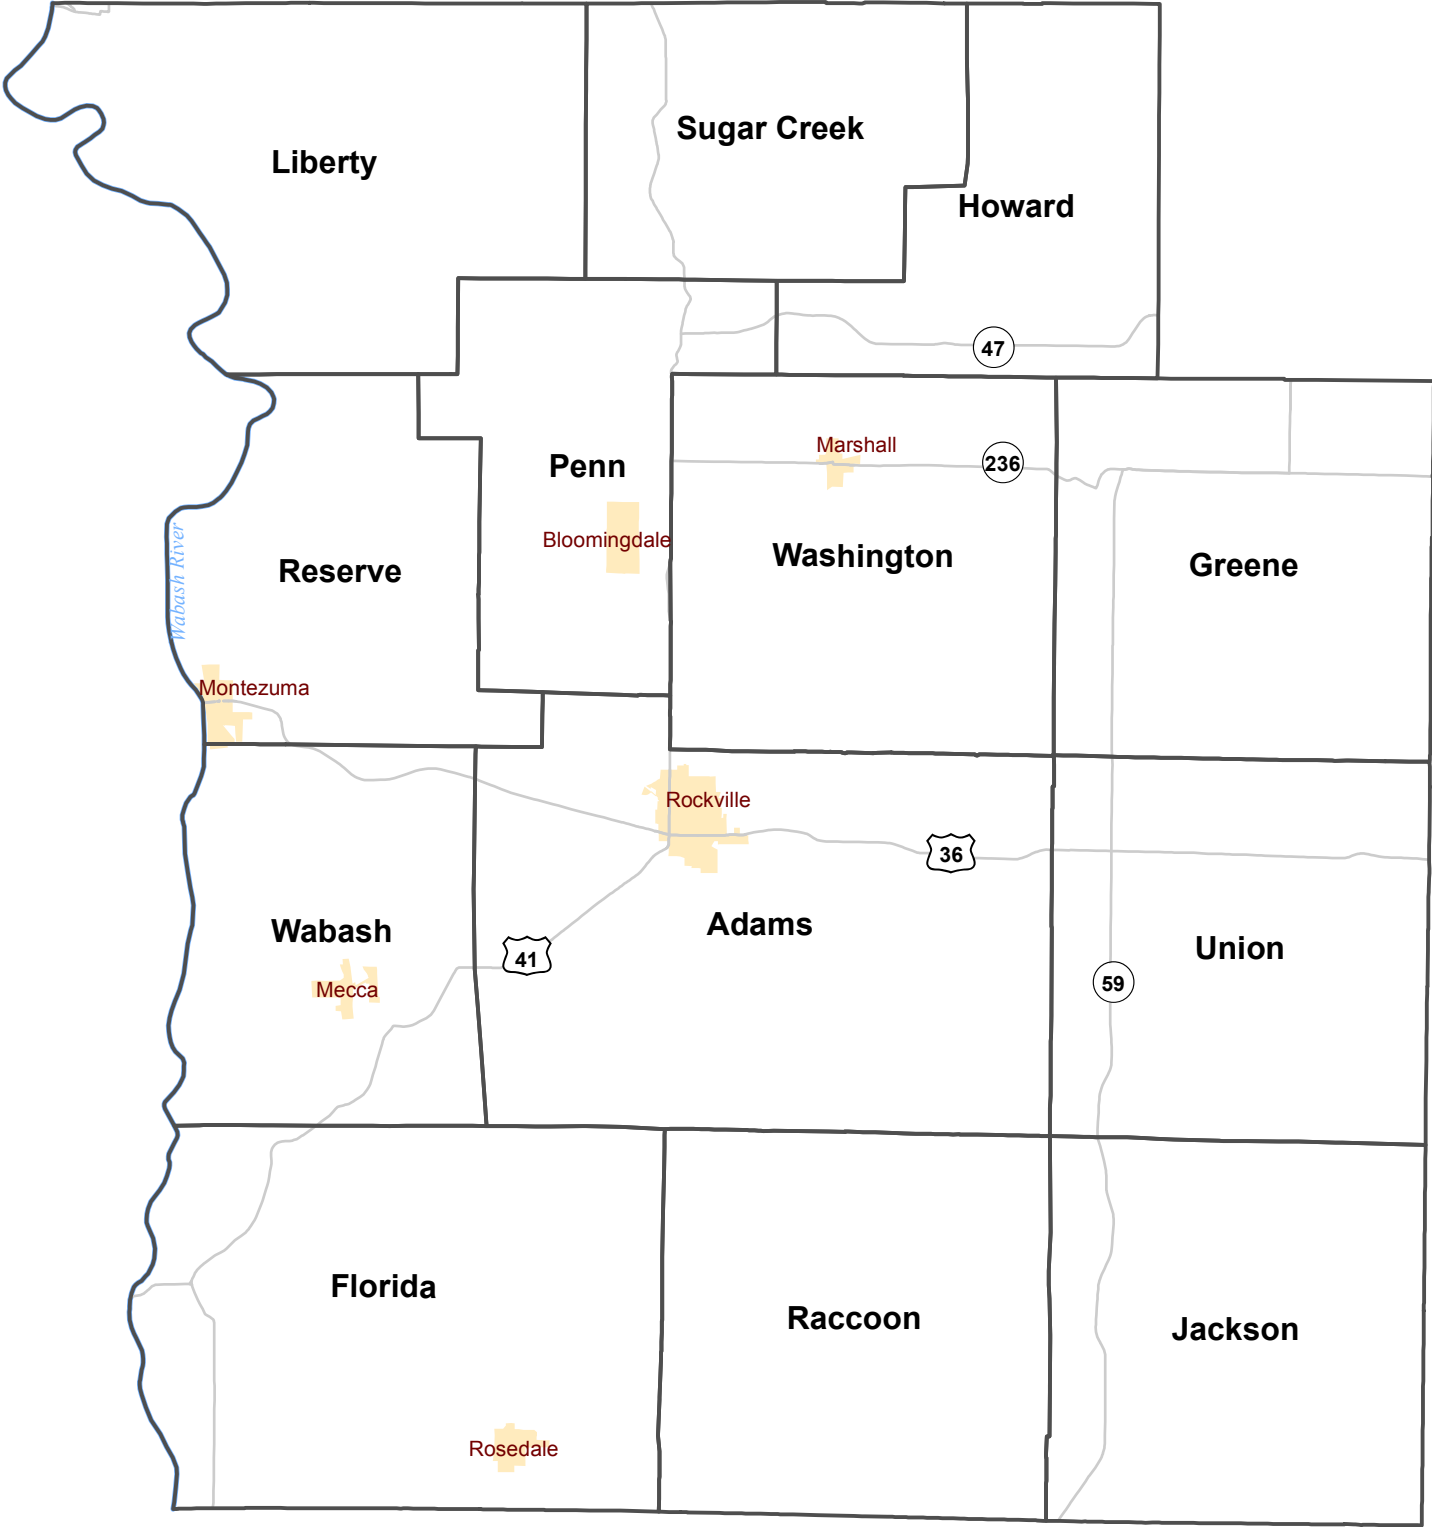 Sugar Creek
Liberty
Howard
47
Marshall
Penn
236
Bloomingdale
Washington
Greene
Reserve
Wabash River
Montezuma
Rockville
36
Adams
Wabash
Union
41
59
Mecca
Florida
Raccoon
Jackson
Rosedale